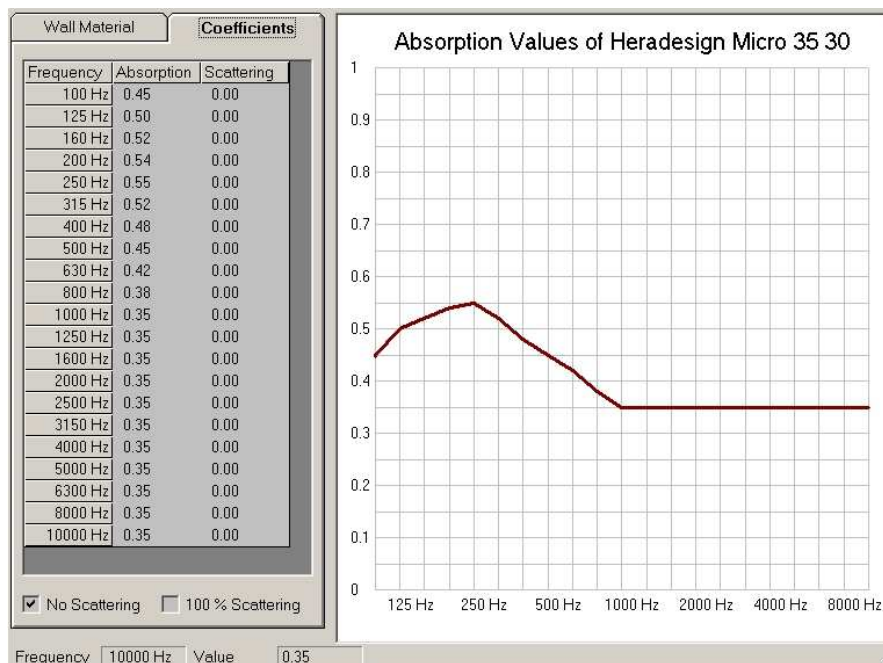 Wall Material Coefficients
Frequency Absorption Scattering
100 Hz 0.45 0.00
125 Hz 0.50 0.00
160 Hz 0.52 0.00
200 Hz 0.54 0.00
250 Hz 0.55 0.00
315 Hz 0.52 0.00
400 Hz 0.48 0.00
500 Hz 0.45 0.00
630 Hz 0.42 0.00
800 Hz 0.38 0.00
1000 Hz 0.35 0.00
1250 Hz 0.35 0.00
1600 Hz 0.35 0.00
2000 Hz 0.35 0.00
2500 Hz 0.35 0.00
3150 Hz 0.35 0.00
4000 Hz 0.35 0.00
5000 Hz 0.35 0.00
6300 Hz 0.35 0.00
8000 Hz 0.35 0.00
10000 Hz 0.35 0.00
No Scattering 100 % Scattering
Frequency 10000 Hz Value 0.35
Absorption Values of Heradesign Micro 35 30
1
0.9
0.8
0.7
0.6
0.5
0.4
0.3
0.2
0.1
0
125 Hz 250 Hz 500 Hz 1000 Hz 2000 Hz 4000 Hz 8000 Hz